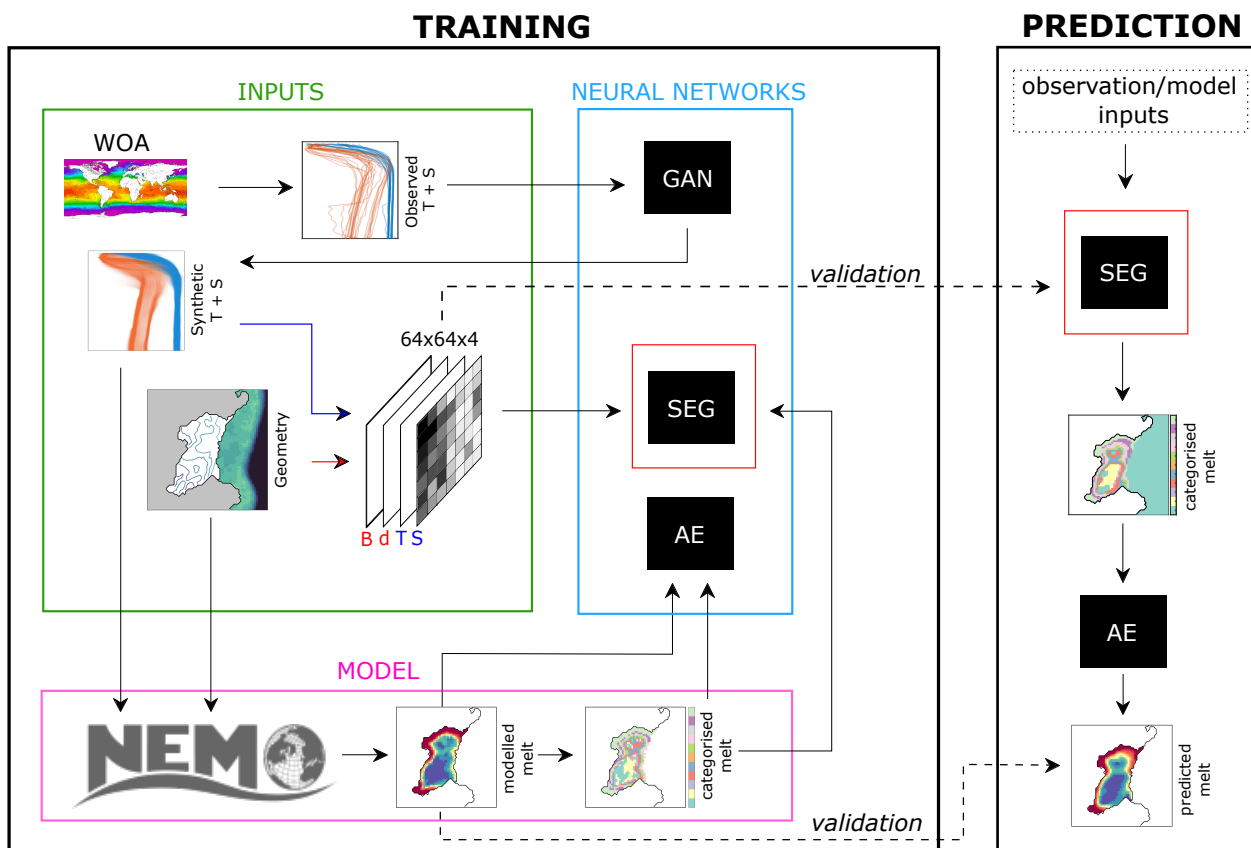 TRAINING
PREDICTION
INPUTS
NEURAL NETWORKS
observation/model
inputs
WOA
Observed
T + S
GAN
Synthetic
T + S
validation
SEG
64x64x4
SEG
Geometry
categorised
melt
B d T S
AE
AE
MODEL
NEMO
modelled
melt
categorised
melt
predicted
melt
validation